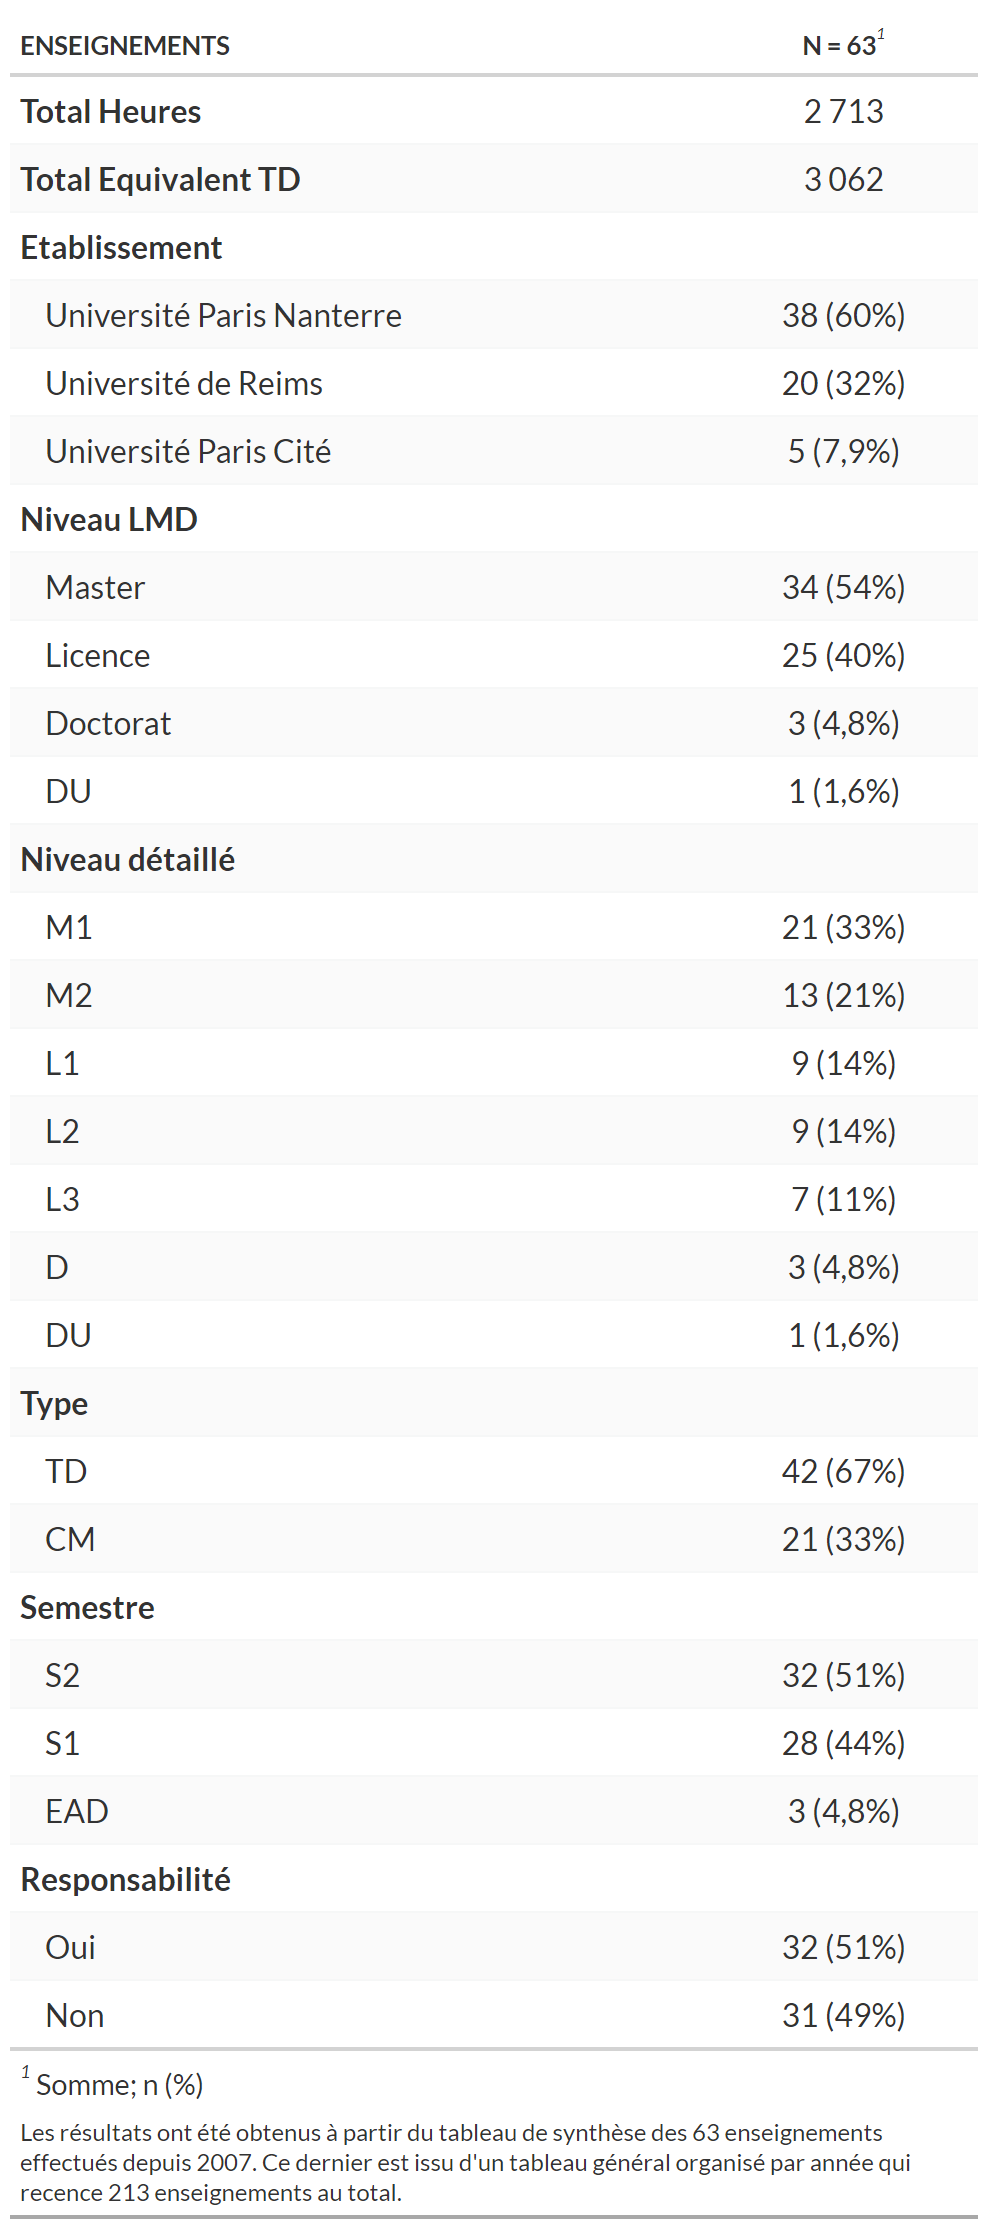 ENSEIGNEMENTS N = 63¹
Total Heures 2 713
Total Equivalent TD 3 062
Etablissement
Université Paris Nanterre 38 (60%)
Université de Reims 20 (32%)
Université Paris Cité 5 (7,9%)
Niveau LMD
Master 34 (54%)
Licence 25 (40%)
Doctorat 3 (4,8%)
DU 1 (1,6%)
Niveau détaillé
M1 21 (33%)
M2 13 (21%)
L1 9 (14%)
L2 9 (14%)
L3 7 (11%)
D 3 (4,8%)
DU 1 (1,6%)
Type
TD 42 (67%)
CM 21 (33%)
Semestre
S2 32 (51%)
S1 28 (44%)
EAD 3 (4,8%)
Responsabilité
Oui 32 (51%)
Non 31 (49%)
¹ Somme; n (%)
Les résultats ont été obtenus à partir du tableau de synthèse des 63 enseignements
effectués depuis 2007. Ce dernier est issu d'un tableau général organisé par année qui
recence 213 enseignements au total.